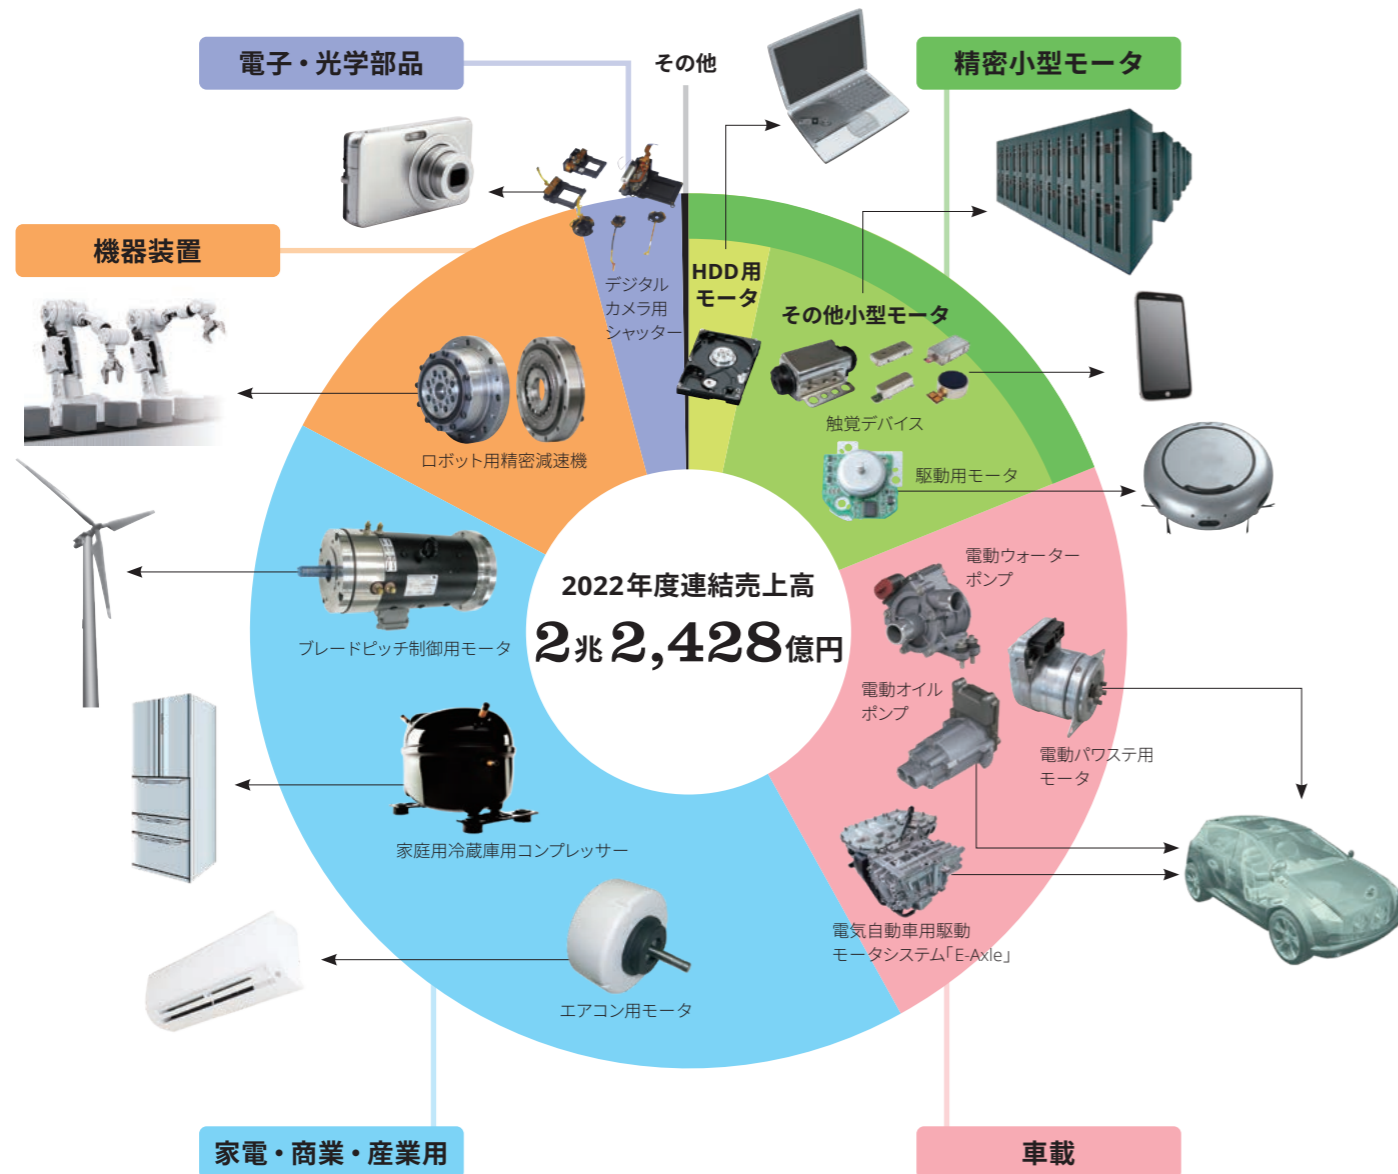 電子・光学部品
その他
精密小型モータ
機器装置
デジタル
カメラ用
シャッター
HDD用
モータ
その他小型モータ
触覚デバイス
駆動用モータ
ロボット用精密減速機
電動ウォーター
ポンプ
2022年度連結売上高
2兆2,428億円
ブレードピッチ制御用モータ
電動オイル
ポンプ
電動パワステ用
モータ
家庭用冷蔵庫用コンプレッサー
電気自動車用駆動
モータシステム「E-Axle」
エアコン用モータ
家電・商業・産業用
車載